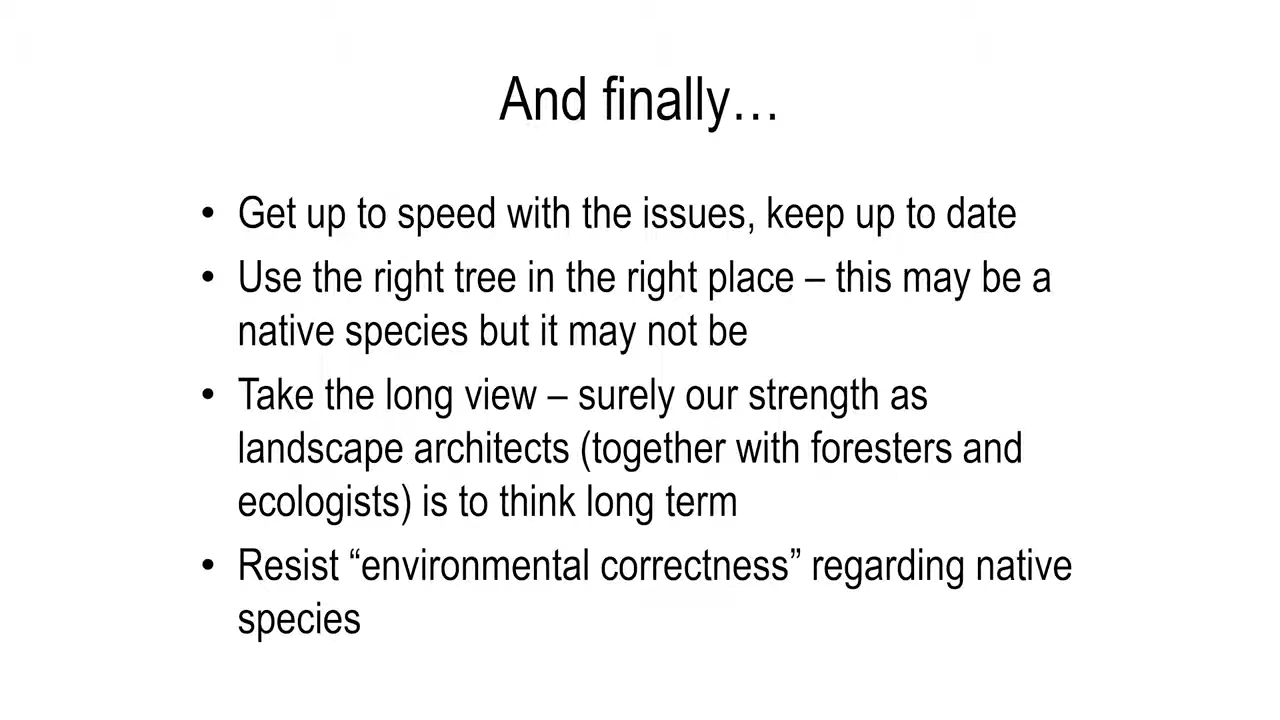 And finally…
• Get up to speed with the issues, keep up to date
• Use the right tree in the right place – this may be a
native species but it may not be
• Take the long view – surely our strength as
landscape architects (together with foresters and
ecologists) is to think long term
• Resist “environmental correctness” regarding native
species